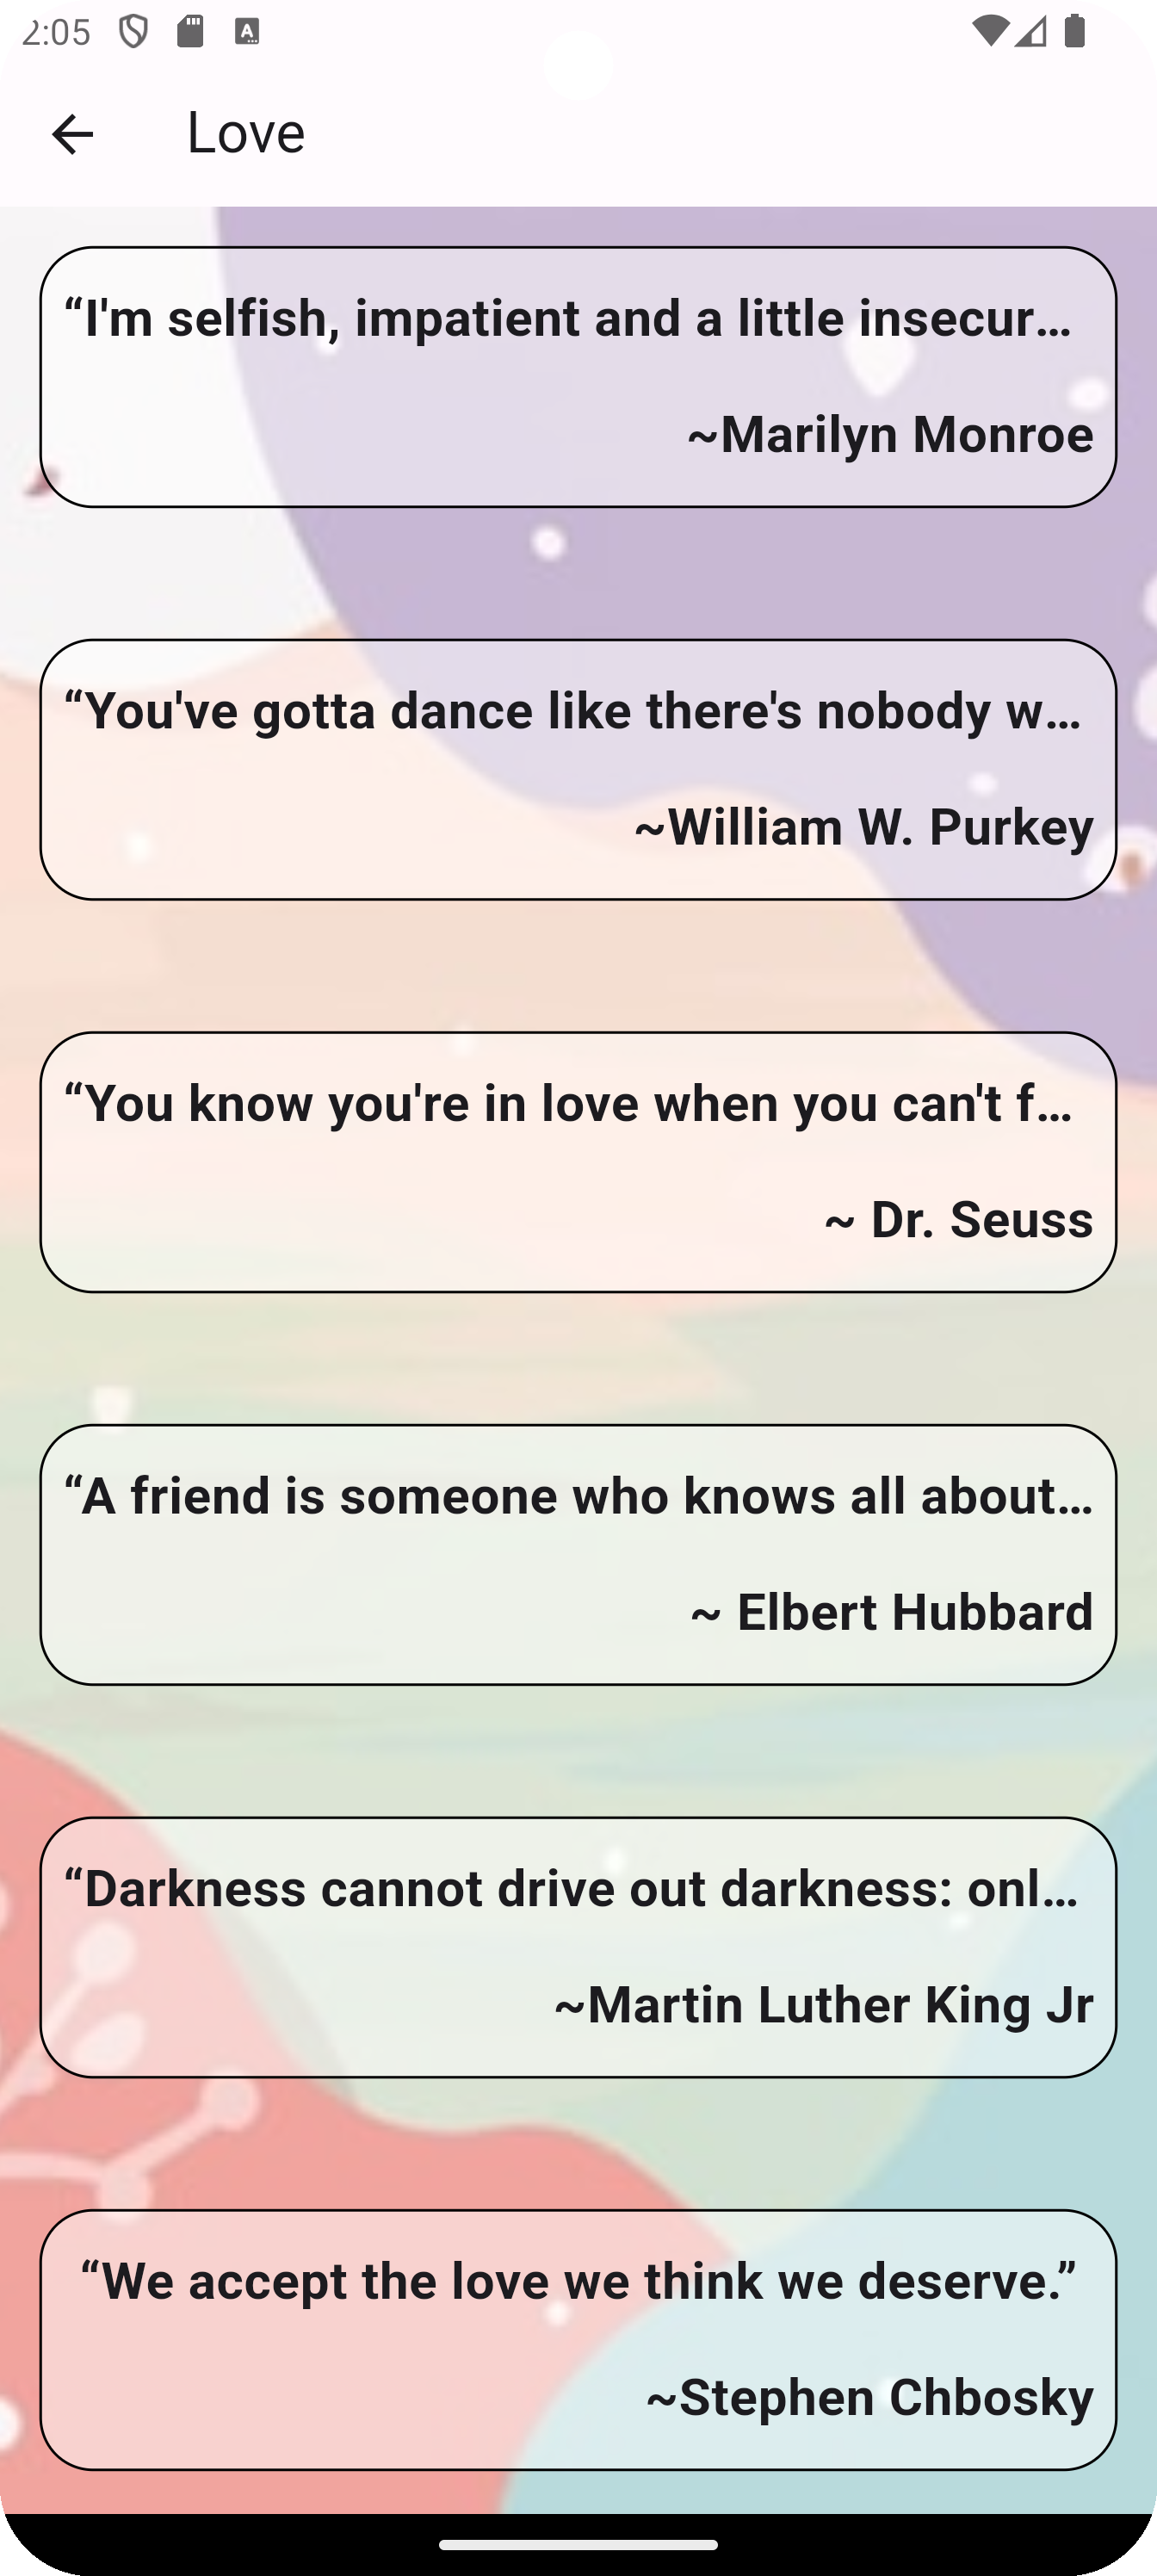 2:05
Love
“I'm selfish, impatient and a little insecur…
~Marilyn Monroe
“You've gotta dance like there's nobody w…
~William W. Purkey
“You know you're in love when you can't f…
~ Dr. Seuss
“A friend is someone who knows all about…
~ Elbert Hubbard
“Darkness cannot drive out darkness: onl…
~Martin Luther King Jr
“We accept the love we think we deserve.”
~Stephen Chbosky